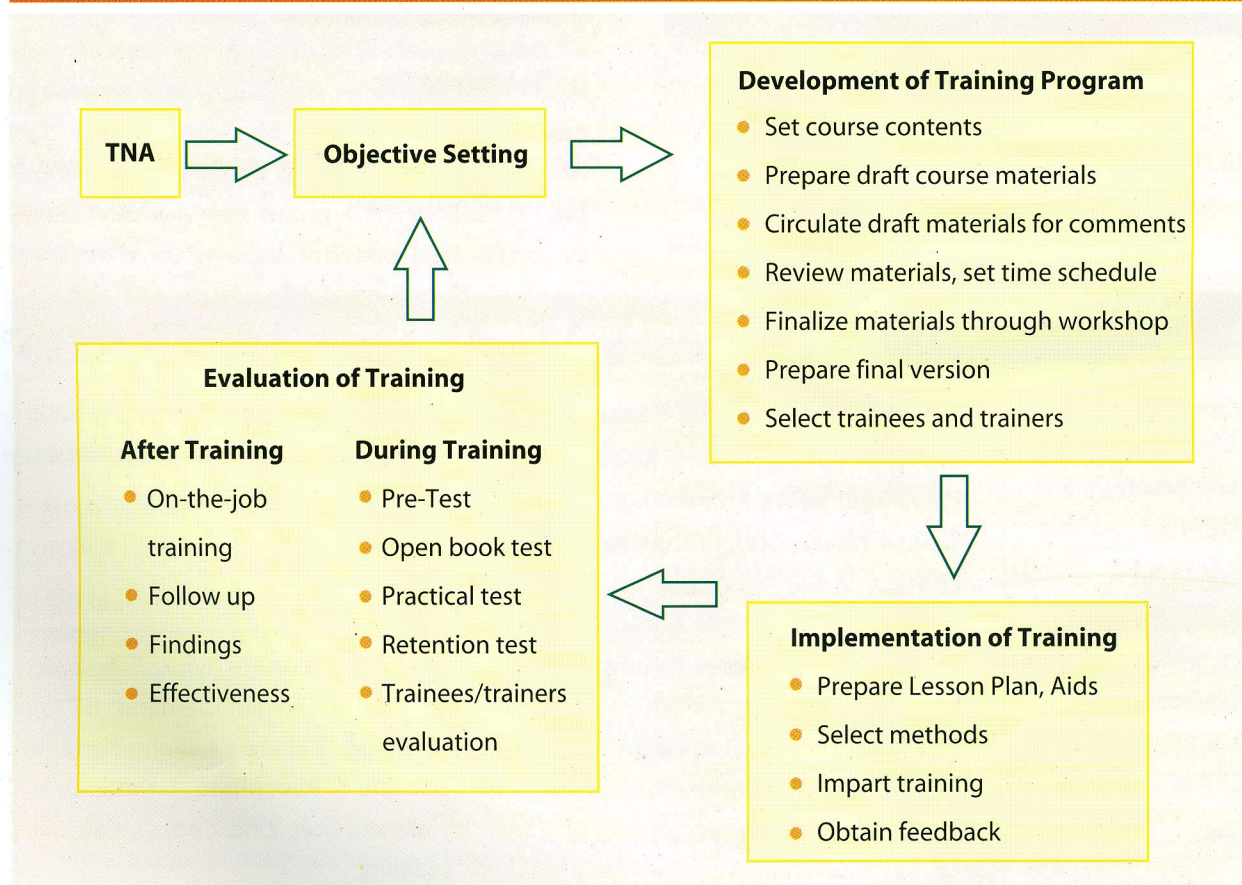 TNA
Objective Setting
Development of Training Program
Set course contents
Prepare draft course materials
Circulate draft materials for comments
Review materials, set time schedule
Finalize materials through workshop
Prepare final version
Select trainees and trainers
Implementation of Training
Prepare Lesson Plan, Aids
Select methods
Impart training
Obtain feedback
Evaluation of Training
After Training
On-the-job
training
Follow up
Findings
Effectiveness
During Training
Pre-Test
Open book test
Practical test
Retention test
Trainees/trainers
evaluation